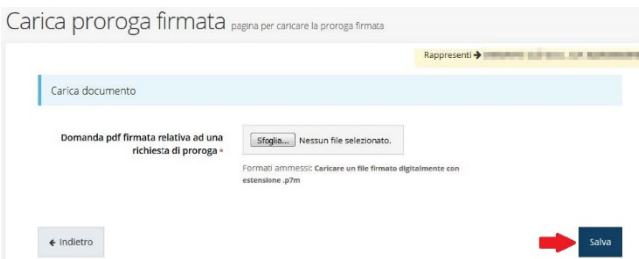 Carica proroga firmata pagina per caricare la proroga firmata
Rappresenti →
Carica documento
Domanda pdf firmata relativa ad una
richiesta di proroga •
Sfoglia... Nessun file selezionato.
Formati ammessi: Caricare un file firmato digitalmente con
estensione .p7m
← Indietro
Salva